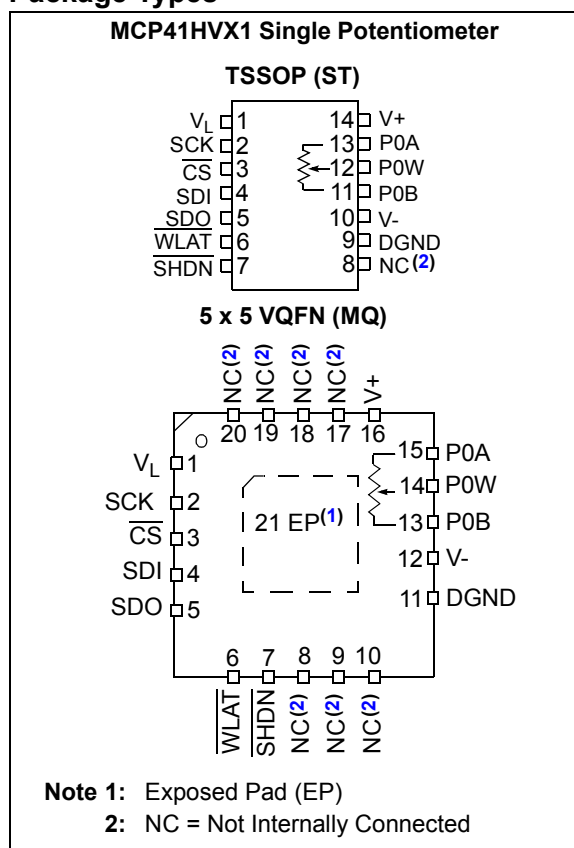 Package Types
MCP41HVX1 Single Potentiometer
TSSOP (ST)
VL 1
SCK 2
CS 3
SDI 4
SDO 5
WLAT 6
SHDN 7
14 V+
13 P0A
12 P0W
11 P0B
10 V-
9 DGND
8 NC(2)
5 x 5 VQFN (MQ)
NC(2) NC(2) NC(2) NC(2) V+
20 19 18 17 16
VL 1
SCK 2
CS 3
SDI 4
SDO 5
21 EP(1)
15 P0A
14 P0W
13 P0B
12 V-
11 DGND
6 7 8 9 10
WLAT SHDN NC(2) NC(2) NC(2)
Note 1: Exposed Pad (EP)
2: NC = Not Internally Connected